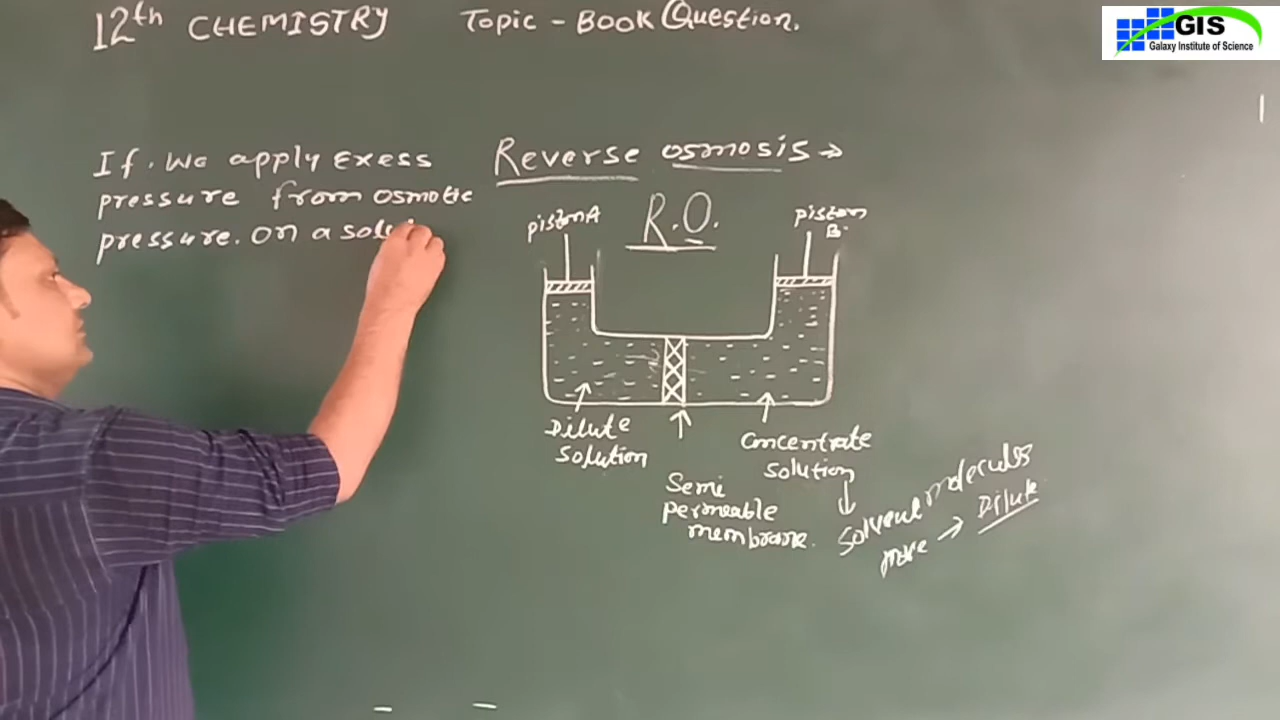 12th CHEMISTRY Topic - BOOK Question.
GIS
Galaxy Institute of Science
If. we apply Exess
pressure from osmotic
pressure. on a
Reverse osmosis →
R.O.
piston A
piston
B.
Dilute
solution
Semi
permeable
membrane.
Concentrate
solution
Solvent molecules
more → Dilute